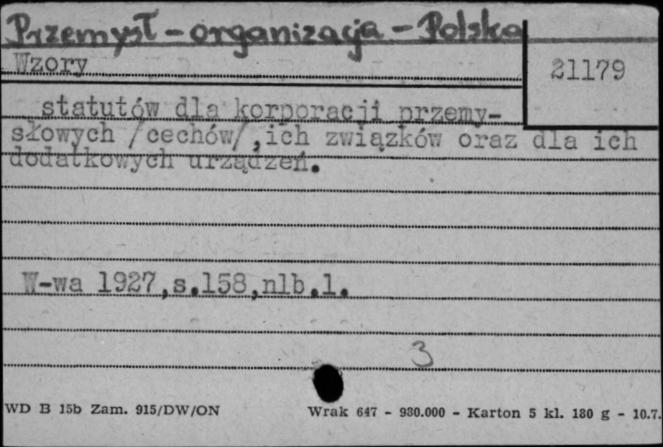 Przemysł - organizacja - Polska
Wzory
21179
statutów dla korporacji przemy-
słowych /cechów/,ich związków oraz dla ich
dodatkowych urządzeń.
W-wa 1927,s.158,nlb.1.
3
WD B 15b Zam. 915/DW/ON
Wrak 647 - 980.000 - Karton 5 kl. 180 g - 10.7.